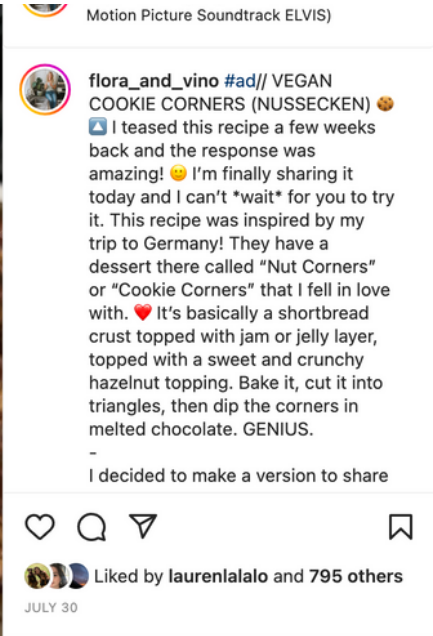 Motion Picture Soundtrack ELVIS)
flora_and_vino #ad// VEGAN
COOKIE CORNERS (NUSSECKEN) 🍪
🔼 I teased this recipe a few weeks
back and the response was
amazing! 🙂 I’m finally sharing it
today and I can’t *wait* for you to try
it. This recipe was inspired by my
trip to Germany! They have a
dessert there called “Nut Corners”
or “Cookie Corners” that I fell in love
with. ❤️ It’s basically a shortbread
crust topped with jam or jelly layer,
topped with a sweet and crunchy
hazelnut topping. Bake it, cut it into
triangles, then dip the corners in
melted chocolate. GENIUS.
-
I decided to make a version to share
Liked by laurenlalalo and 795 others
JULY 30